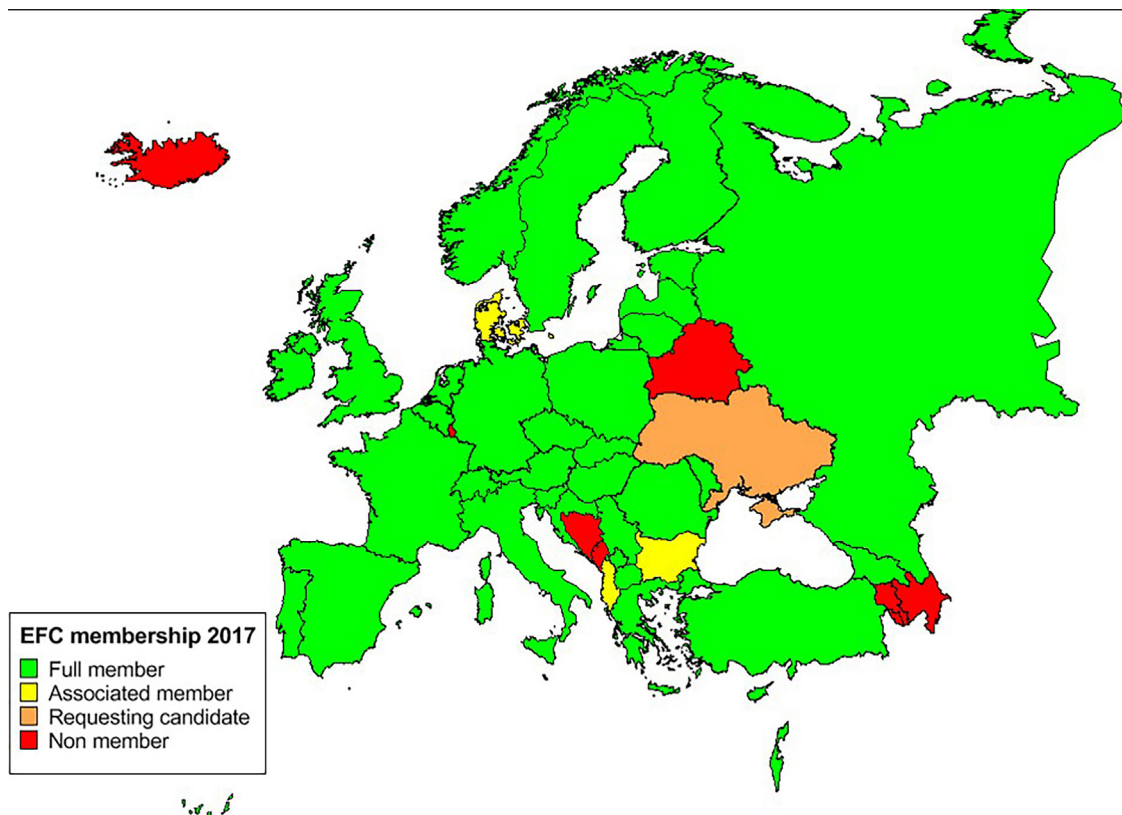 EFC membership 2017
Full member
Associated member
Requesting candidate
Non member